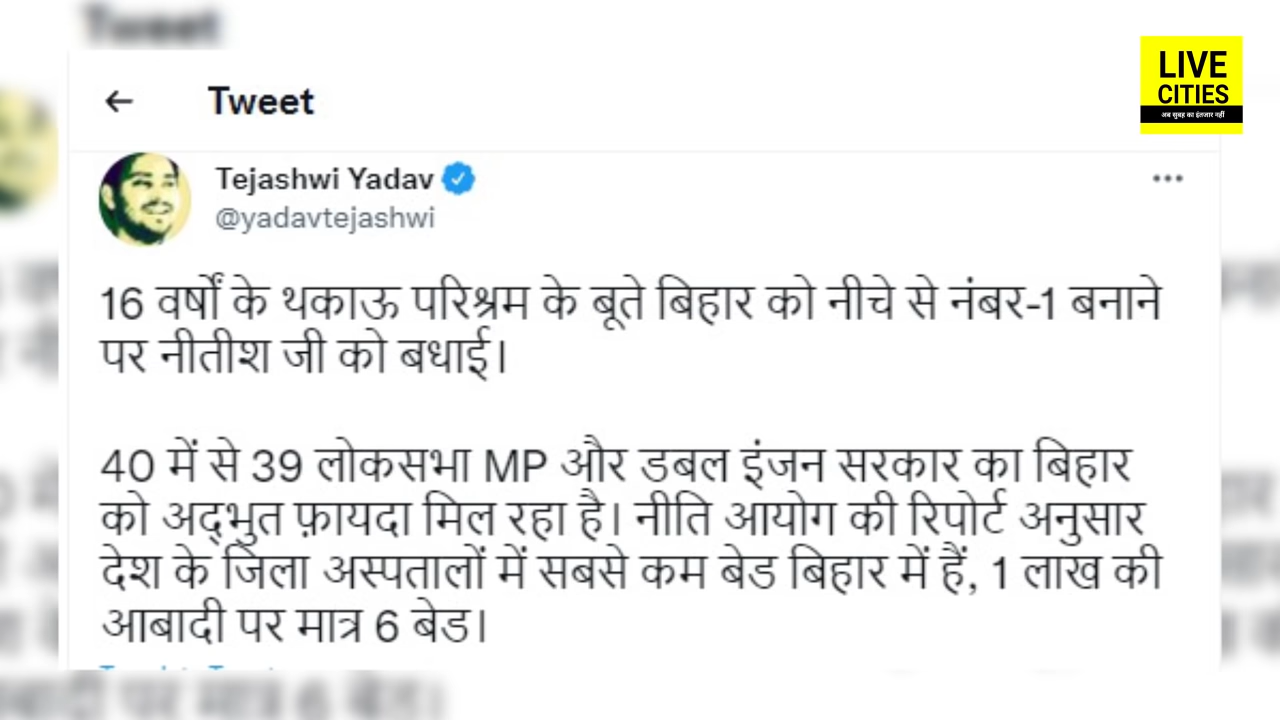 Tweet
LIVE
CITIES
अब सुबह का इंतजार नहीं
Tweet
Tejashwi Yadav
@yadavtejashwi
16 वर्षों के थकाऊ परिश्रम के बूते बिहार को नीचे से नंबर-1 बनाने
पर नीतीश जी को बधाई।
40 में से 39 लोकसभा MP और डबल इंजन सरकार का बिहार
को अद्भुत फ़ायदा मिल रहा है। नीति आयोग की रिपोर्ट अनुसार
देश के जिला अस्पतालों में सबसे कम बेड बिहार में हैं, 1 लाख की
आबादी पर मात्र 6 बेड।